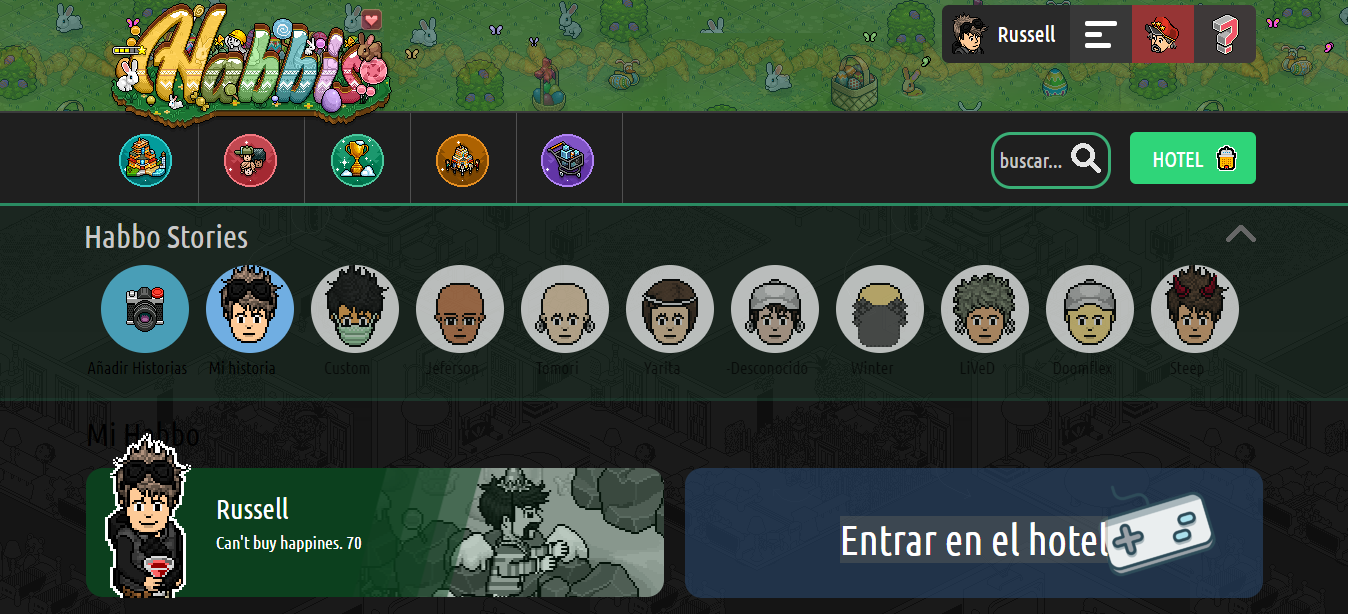 Habbo
Russell
buscar...
HOTEL
Habbo Stories
Añadir Historias
Mi historia
Custom
Jeferson
Tomori
Yarita
-Desconocido
Winter
LiVeD
Doomflex
Steep
Mi Habbo
Russell
Can't buy happines. 70
Entrar en el hotel